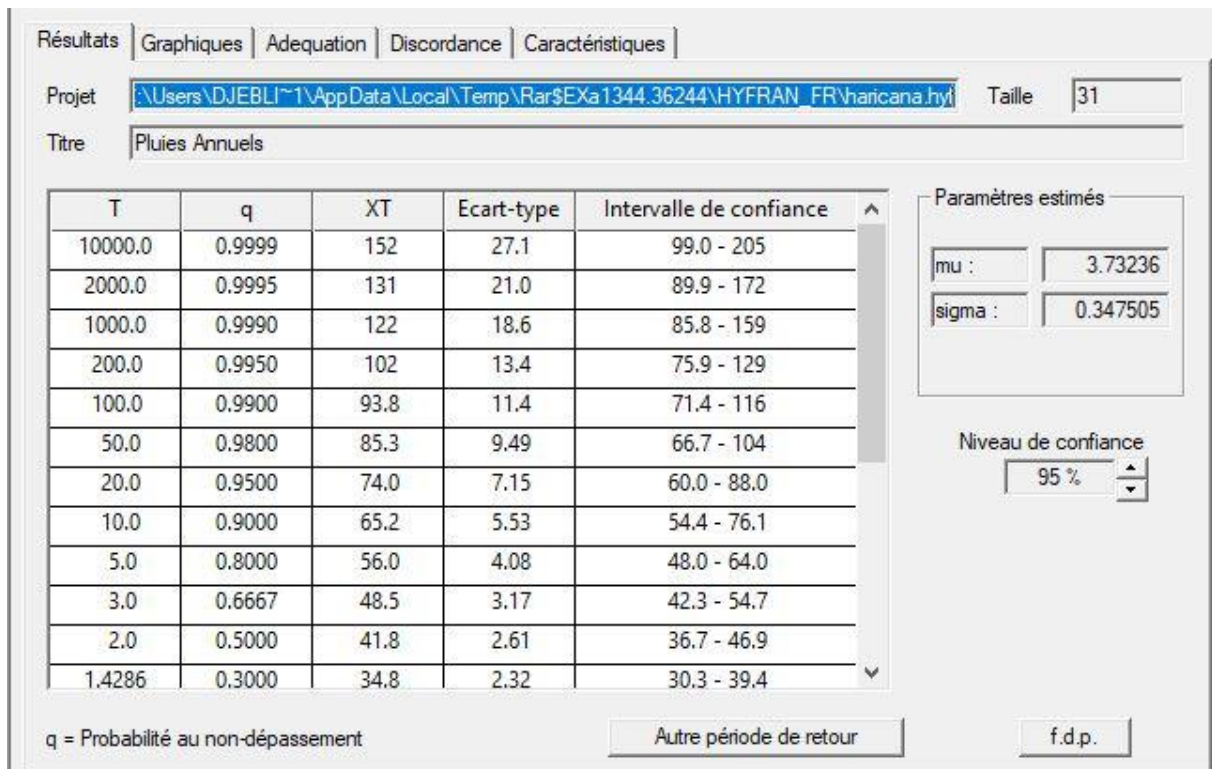 Résultats Graphiques Adequation Discordance Caractéristiques
Projet :\Users\DJEBLI~1\AppData\Local\Temp\Rar$EXa1344.36244\HYFRAN_FR\haricana.hyf Taille 31
Titre Pluies Annuels
T q XT Ecart-type Intervalle de confiance
10000.0 0.9999 152 27.1 99.0 - 205
2000.0 0.9995 131 21.0 89.9 - 172
1000.0 0.9990 122 18.6 85.8 - 159
200.0 0.9950 102 13.4 75.9 - 129
100.0 0.9900 93.8 11.4 71.4 - 116
50.0 0.9800 85.3 9.49 66.7 - 104
20.0 0.9500 74.0 7.15 60.0 - 88.0
10.0 0.9000 65.2 5.53 54.4 - 76.1
5.0 0.8000 56.0 4.08 48.0 - 64.0
3.0 0.6667 48.5 3.17 42.3 - 54.7
2.0 0.5000 41.8 2.61 36.7 - 46.9
1.4286 0.3000 34.8 2.32 30.3 - 39.4
Paramètres estimés
mu : 3.73236
sigma : 0.347505
Niveau de confiance
95 %
q = Probabilité au non-dépassement
Autre période de retour
f.d.p.